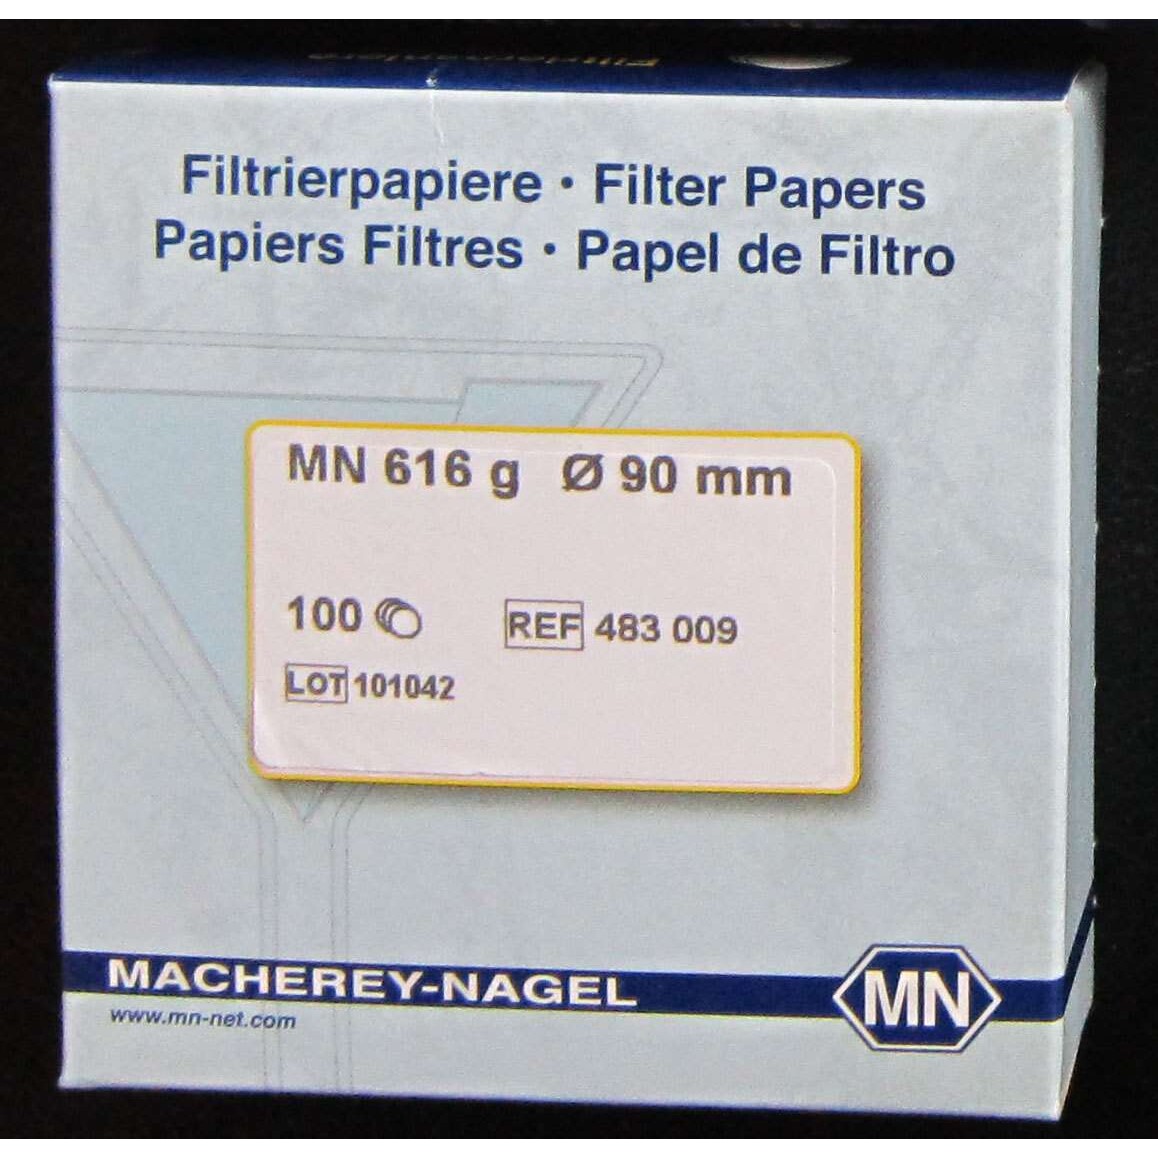 Filtrierpapiere
Filtrierpapiere • Filter Papers
Papiers Filtres • Papel de Filtro
MN 616 g Ø 90 mm
100 REF 483 009
LOT 101042
MACHEREY-NAGEL
www.mn-net.com
MN